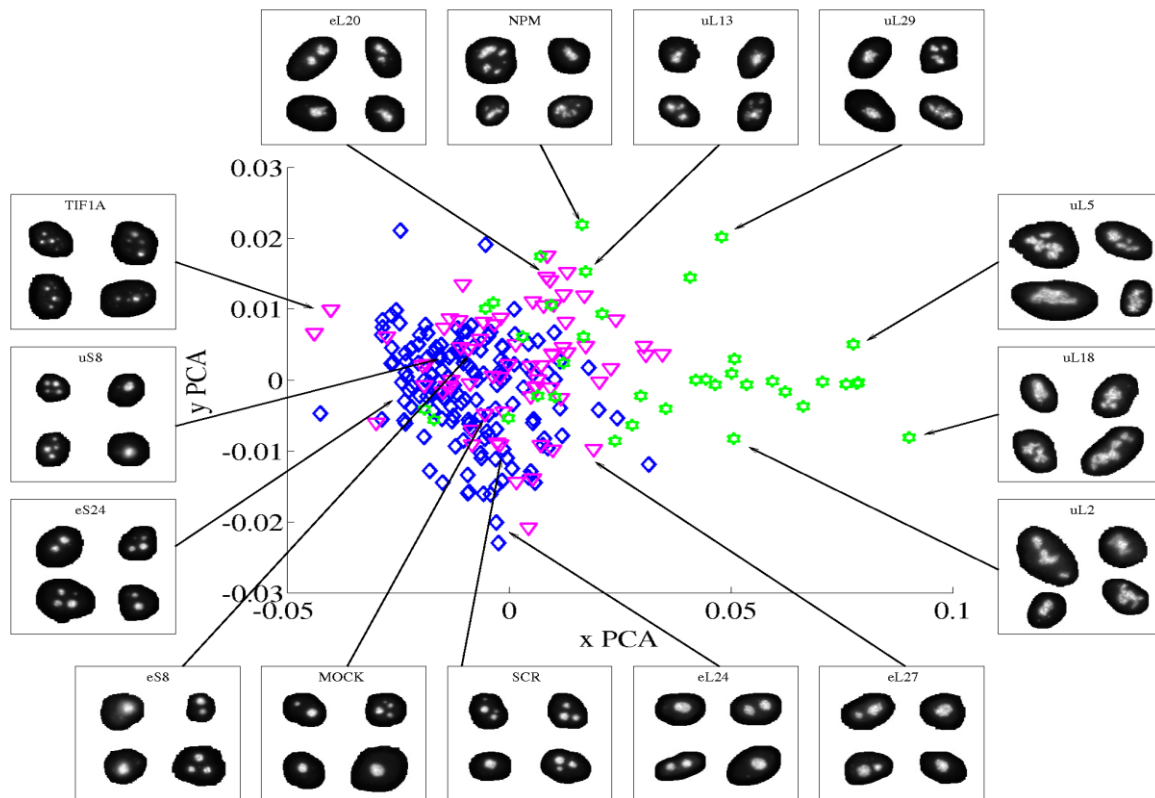 eL20
NPM
uL13
uL29
TIF1A
uS8
eS24
0.03
0.02
0.01
0
-0.01
-0.02
-0.03
y PCA
-0.05
0
0.05
0.1
x PCA
uL5
uL18
uL2
eS8
MOCK
SCR
eL24
eL27